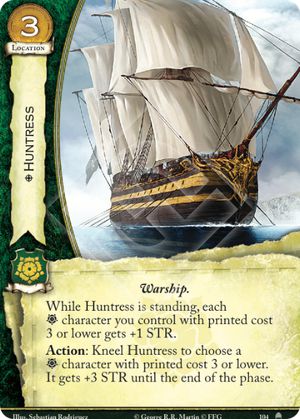 3
LOCATION
HUNTRESS
Warship.
While Huntress is standing, each
character you control with printed cost
3 or lower gets +1 STR.
Action: Kneel Huntress to choose a
character with printed cost 3 or lower.
It gets +3 STR until the end of the phase.
Illus. Sebastian Rodriguez
© George R.R. Martin © FFG
104